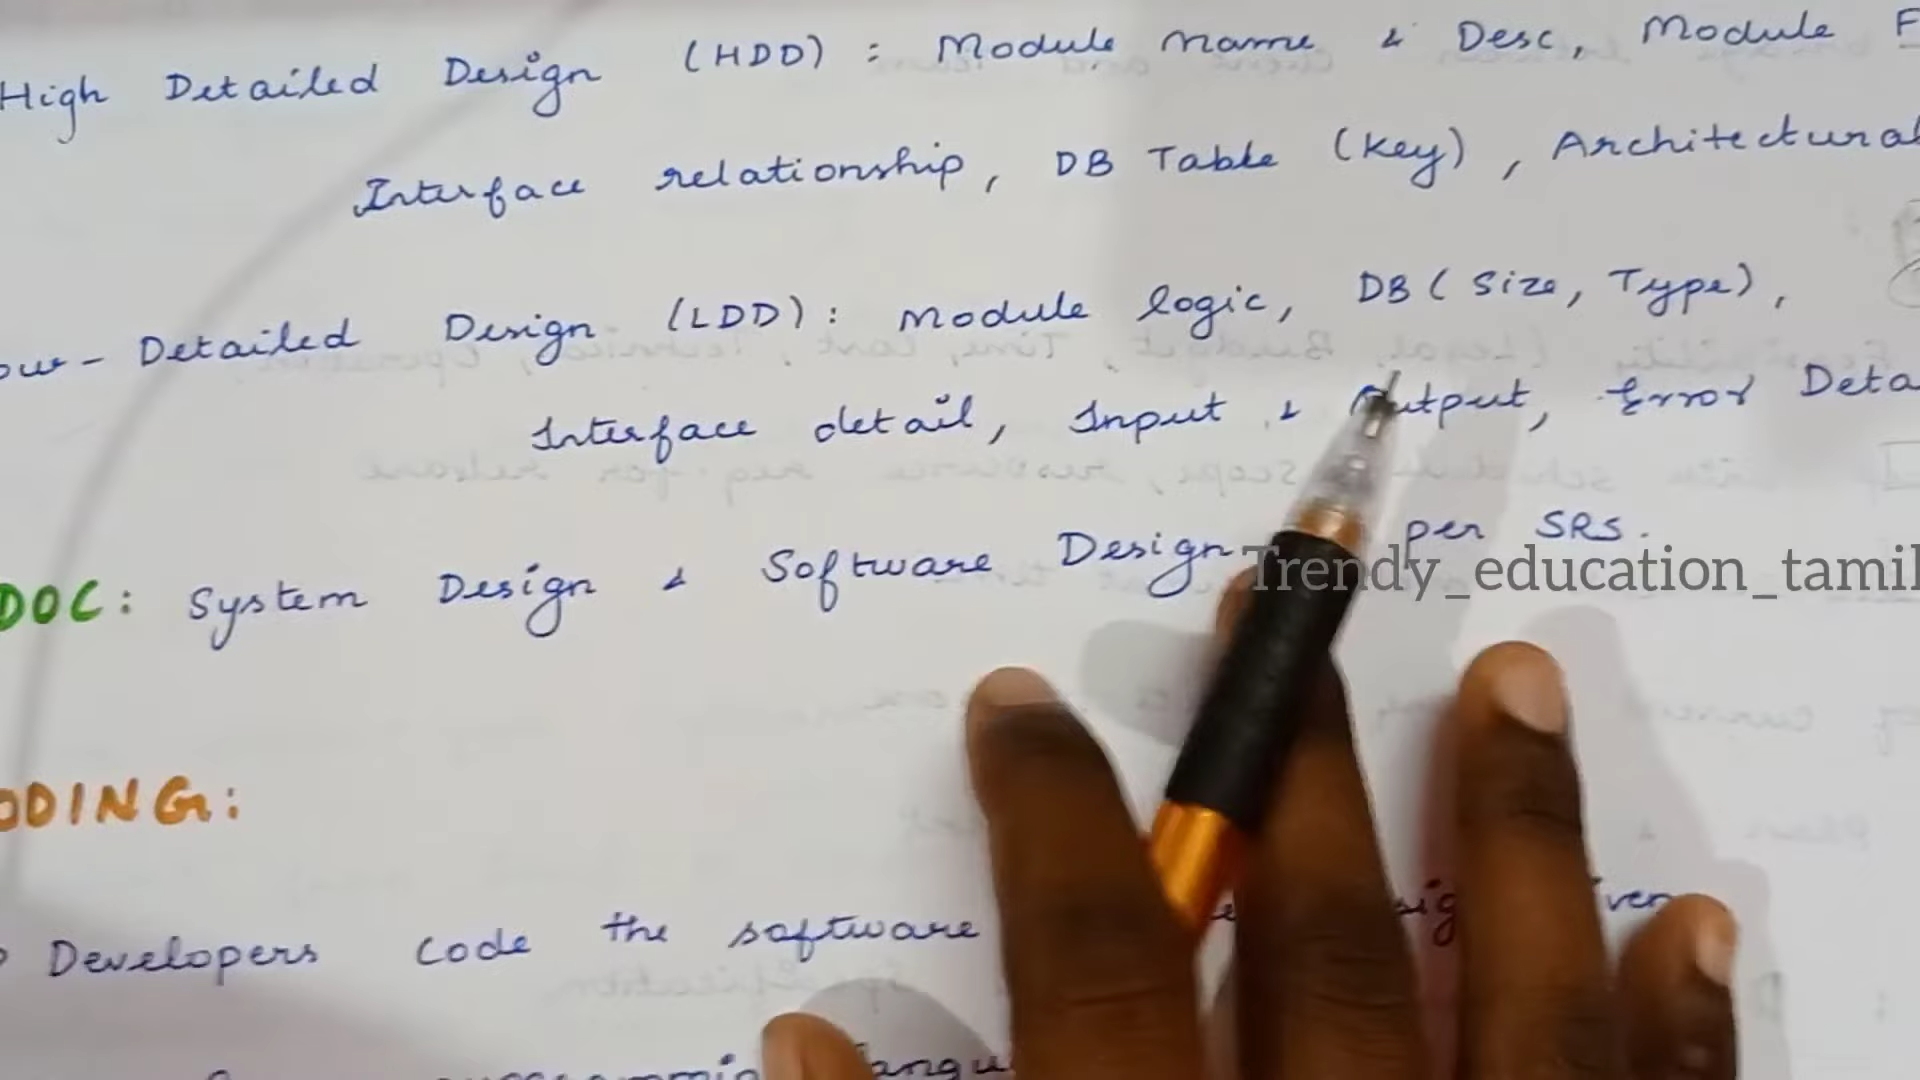 High Detailed Design (HDD) : Module name & Desc, Module F
Interface relationship, DB Table (Key), Architectural
ow - Detailed Design (LDD): Module logic, DB (Size, Type),
Interface detail, Input & Output, Error Deta
DOC: System Design & Software Design per SRS.
Trendy_education_tamil
ODING:
Developers code the software